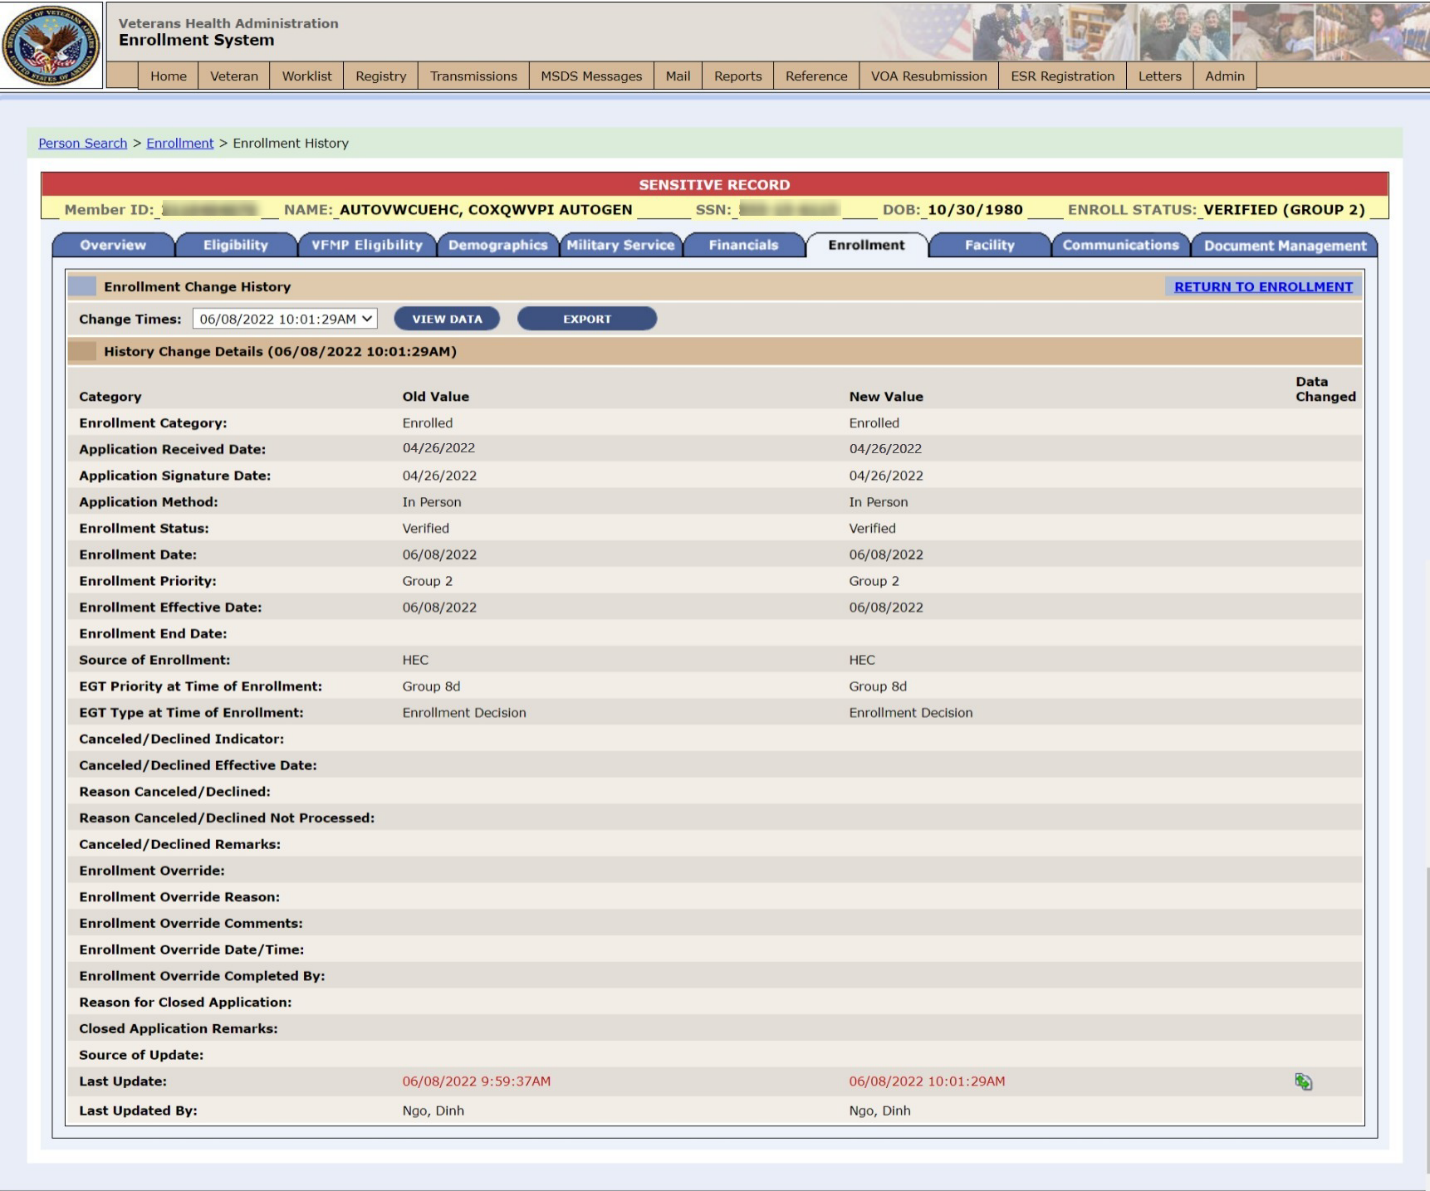 Veterans Health Administration
Enrollment System
Home Veteran Worklist Registry Transmissions MSDS Messages Mail Reports Reference VOA Resubmission ESR Registration Letters Admin
Person Search > Enrollment > Enrollment History
SENSITIVE RECORD
Member ID: NAME: AUTOVWCUEHC, COXQWVPI AUTOGEN SSN: DOB: 10/30/1980 ENROLL STATUS: VERIFIED (GROUP 2)
Overview Eligibility VFMP Eligibility Demographics Military Service Financials Enrollment Facility Communications Document Management
Enrollment Change History RETURN TO ENROLLMENT
Change Times: 06/08/2022 10:01:29AM VIEW DATA EXPORT
History Change Details (06/08/2022 10:01:29AM)
Category Old Value New Value Data Changed
Enrollment Category: Enrolled Enrolled
Application Received Date: 04/26/2022 04/26/2022
Application Signature Date: 04/26/2022 04/26/2022
Application Method: In Person In Person
Enrollment Status: Verified Verified
Enrollment Date: 06/08/2022 06/08/2022
Enrollment Priority: Group 2 Group 2
Enrollment Effective Date: 06/08/2022 06/08/2022
Enrollment End Date:
Source of Enrollment: HEC HEC
EGT Priority at Time of Enrollment: Group 8d Group 8d
EGT Type at Time of Enrollment: Enrollment Decision Enrollment Decision
Canceled/Declined Indicator:
Canceled/Declined Effective Date:
Reason Canceled/Declined:
Reason Canceled/Declined Not Processed:
Canceled/Declined Remarks:
Enrollment Override:
Enrollment Override Reason:
Enrollment Override Comments:
Enrollment Override Date/Time:
Enrollment Override Completed By:
Reason for Closed Application:
Closed Application Remarks:
Source of Update:
Last Update: 06/08/2022 9:59:37AM 06/08/2022 10:01:29AM
Last Updated By: Ngo, Dinh Ngo, Dinh